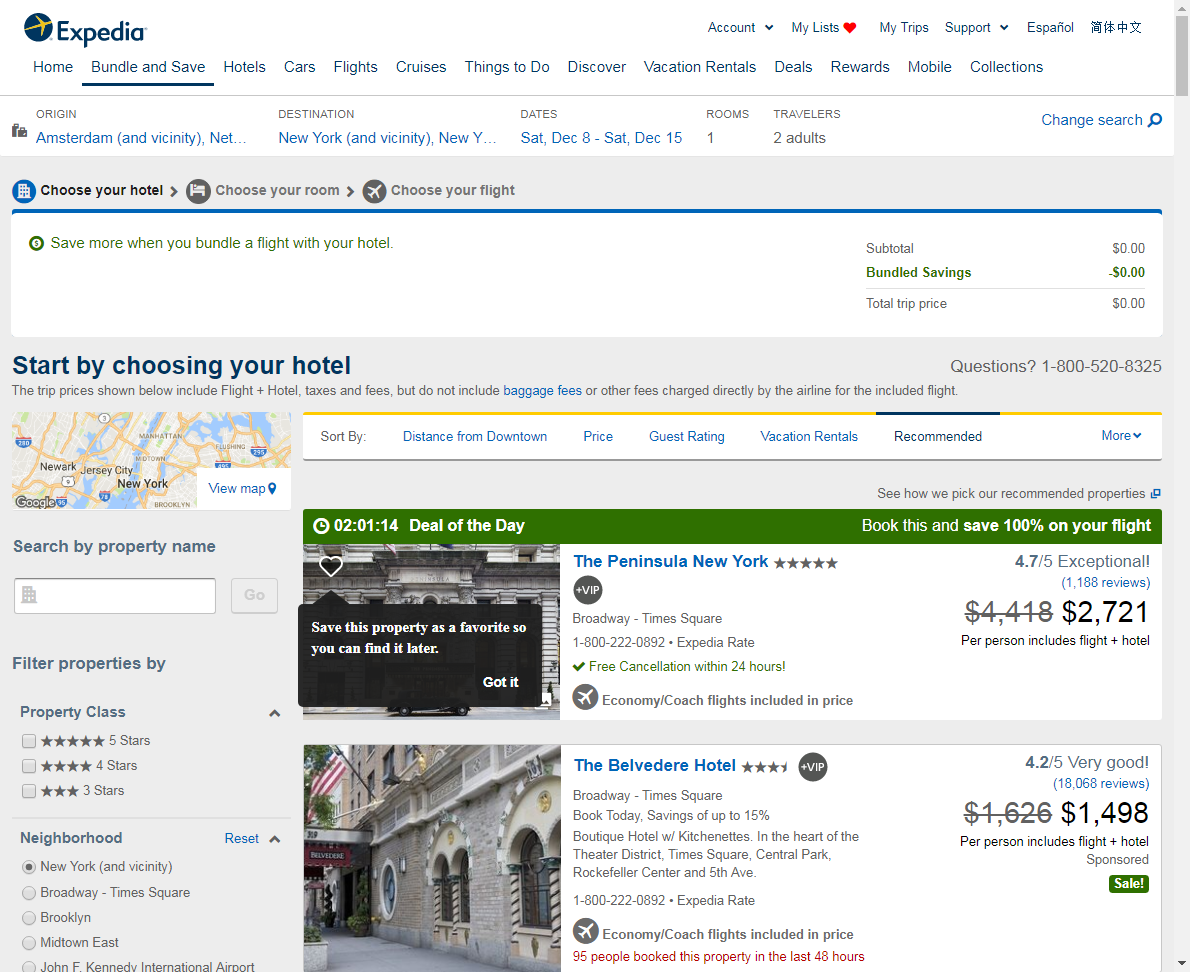 Expedia
Account My Lists My Trips Support Español 简体中文
Home Bundle and Save Hotels Cars Flights Cruises Things to Do Discover Vacation Rentals Deals Rewards Mobile Collections
ORIGIN DESTINATION DATES ROOMS TRAVELERS
Amsterdam (and vicinity), Net… New York (and vicinity), New Y… Sat, Dec 8 - Sat, Dec 15 1 2 adults
Change search
Choose your hotel Choose your room Choose your flight
Save more when you bundle a flight with your hotel.
Subtotal $0.00
Bundled Savings -$0.00
Total trip price $0.00
Start by choosing your hotel
Questions? 1-800-520-8325
The trip prices shown below include Flight + Hotel, taxes and fees, but do not include baggage fees or other fees charged directly by the airline for the included flight.
3
MANHATTAN
280
FLUSHING
295
MIDTOWN
495
Newark
Jersey City
9
New York
78
95
BROOKLYN
Google
View map
Search by property name
Go
Filter properties by
Property Class
5 Stars
4 Stars
3 Stars
Neighborhood Reset
New York (and vicinity)
Broadway - Times Square
Brooklyn
Midtown East
John F. Kennedy International Airport
Sort By: Distance from Downtown Price Guest Rating Vacation Rentals Recommended More
See how we pick our recommended properties
02:01:14 Deal of the Day Book this and save 100% on your flight
PENINSULA
Save this property as a favorite so
you can find it later.
Got it
The Peninsula New York
+VIP
Broadway - Times Square
1-800-222-0892 • Expedia Rate
Free Cancellation within 24 hours!
Economy/Coach flights included in price
4.7/5 Exceptional!
(1,188 reviews)
$4,418 $2,721
Per person includes flight + hotel
319
BELVEDERE
The Belvedere Hotel +VIP
Broadway - Times Square
Book Today, Savings of up to 15%
Boutique Hotel w/ Kitchenettes. In the heart of the
Theater District, Times Square, Central Park,
Rockefeller Center and 5th Ave.
1-800-222-0892 • Expedia Rate
Economy/Coach flights included in price
95 people booked this property in the last 48 hours
4.2/5 Very good!
(18,068 reviews)
$1,626 $1,498
Per person includes flight + hotel
Sponsored
Sale!